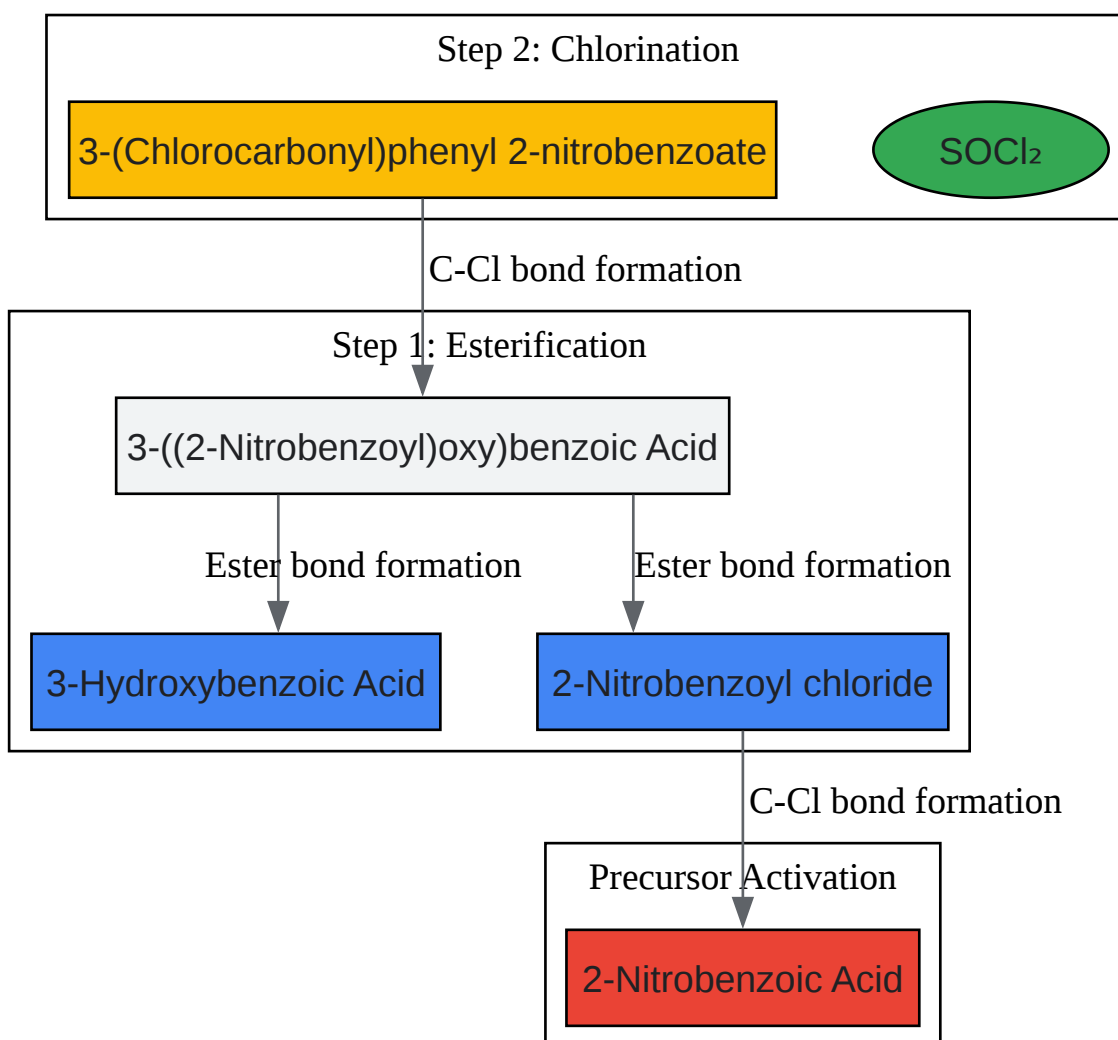 Step 2: Chlorination
3-(Chlorocarbonyl)phenyl 2-nitrobenzoate
SOCl₂
C-Cl bond formation
Step 1: Esterification
3-((2-Nitrobenzoyl)oxy)benzoic Acid
Ester bond formation
Ester bond formation
3-Hydroxybenzoic Acid
2-Nitrobenzoyl chloride
C-Cl bond formation
Precursor Activation
2-Nitrobenzoic Acid